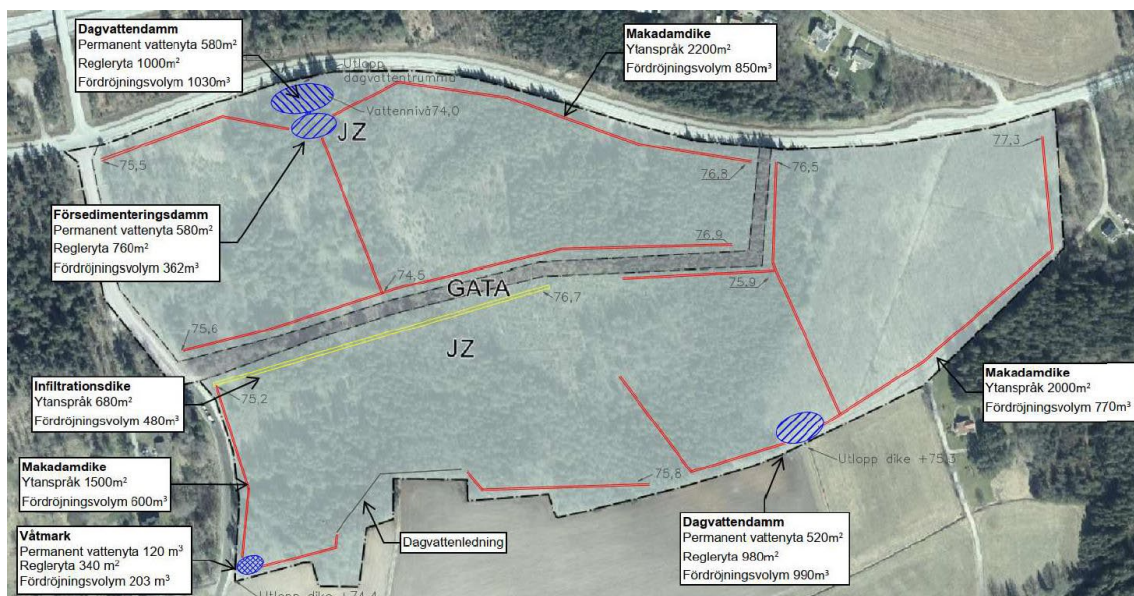 Dagvattendamm
Permanent vattenyta 580m²
Regleryta 1000m²
Fördröjningsvolym 1030m³
Utlopp
dagvattentrumma
Vattennivå74,0
Makadamdike
Ytanspråk 2200m²
Fördröjningsvolym 850m³
JZ
75,5
76,8
76,5
77,3
Försedimenteringsdamm
Permanent vattenyta 580m²
Regleryta 760m²
Fördröjningsvolym 362m³
76,9
74,5
GATA
76,7
75,9
75,6
JZ
Infiltrationsdike
Ytanspråk 680m²
Fördröjningsvolym 480m³
75,2
Makadamdike
Ytanspråk 2000m²
Fördröjningsvolym 770m³
Makadamdike
Ytanspråk 1500m²
Fördröjningsvolym 600m³
75,8
Utlopp dike +75,3
Våtmark
Permanent vattenyta 120 m³
Regleryta 340 m²
Fördröjningsvolym 203 m³
Dagvattenledning
Dagvattendamm
Permanent vattenyta 520m²
Regleryta 980m²
Fördröjningsvolym 990m³
Utlopp dike +74,4